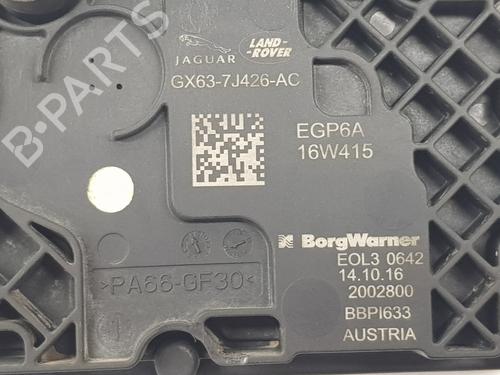 JAGUAR
LAND-
ROVER
GX63-7J426-AC
EGP6A
16W415
BorgWarner
EOL3 0642
14.10.16
2002800
BBPI633
AUSTRIA
>PA66-GF30<